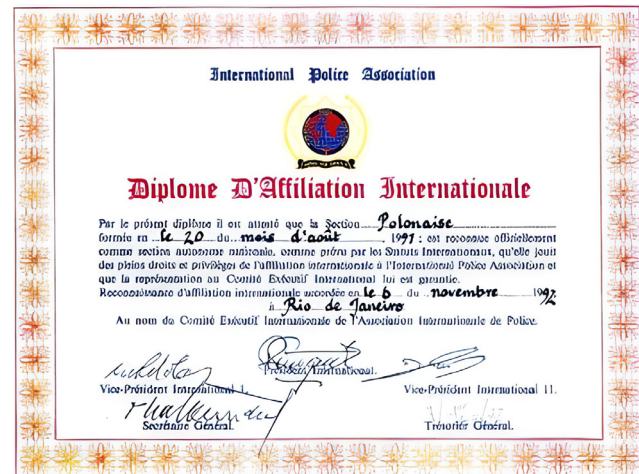 International Police Association
Diplome D'Affiliation Internationale
Par le présent diplôme il est attesté que la Section Polonaise
formée en le 20 du mois d'août 1991 : est reconnue officiellement
comme section autonome nationale, comme prévu par les Statuts Internationaux, qu'elle jouit
des pleins droits et privilèges de l'affiliation internationale à l'International Police Association et
que la représentation au Comité Exécutif International lui est garantie.
Reconnaissance d'affiliation internationale accordée en le 6 du novembre 1992
à Rio de Janeiro
Au nom du Comité Exécutif International de l'Association Internationale de Police.
Président International.
Vice-Président International I.
Vice-Président International II.
Secrétaire Général.
Trésorier Général.